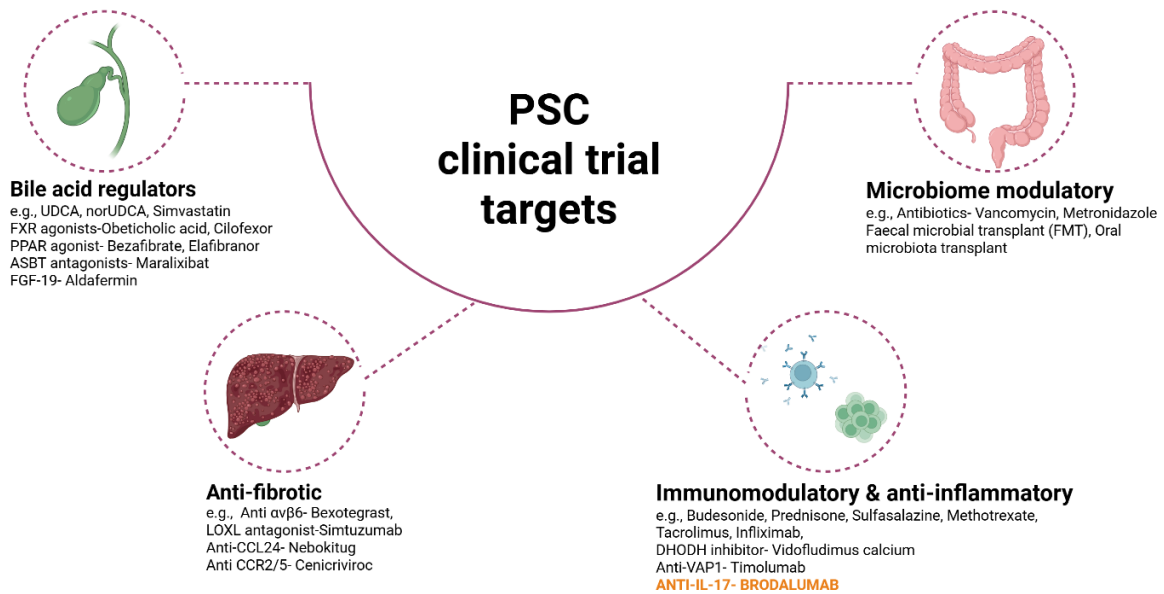 PSC
clinical trial
targets
Bile acid regulators
e.g., UDCA, norUDCA, Simvastatin
FXR agonists-Obeticholic acid, Cilofexor
PPAR agonist- Bezafibrate, Elafibranor
ASBT antagonists- Maralixibat
FGF-19- Aldafermin
Microbiome modulatory
e.g., Antibiotics- Vancomycin, Metronidazole
Faecal microbial transplant (FMT), Oral
microbiota transplant
Anti-fibrotic
e.g., Anti αvβ6- Bexotegrast,
LOXL antagonist-Simtuzumab
Anti-CCL24- Nebokitug
Anti CCR2/5- Cenicriviroc
Immunomodulatory & anti-inflammatory
e.g., Budesonide, Prednisone, Sulfasalazine, Methotrexate,
Tacrolimus, Infliximab,
DHODH inhibitor- Vidofludimus calcium
Anti-VAP1- Timolumab
ANTI-IL-17- BRODALUMAB